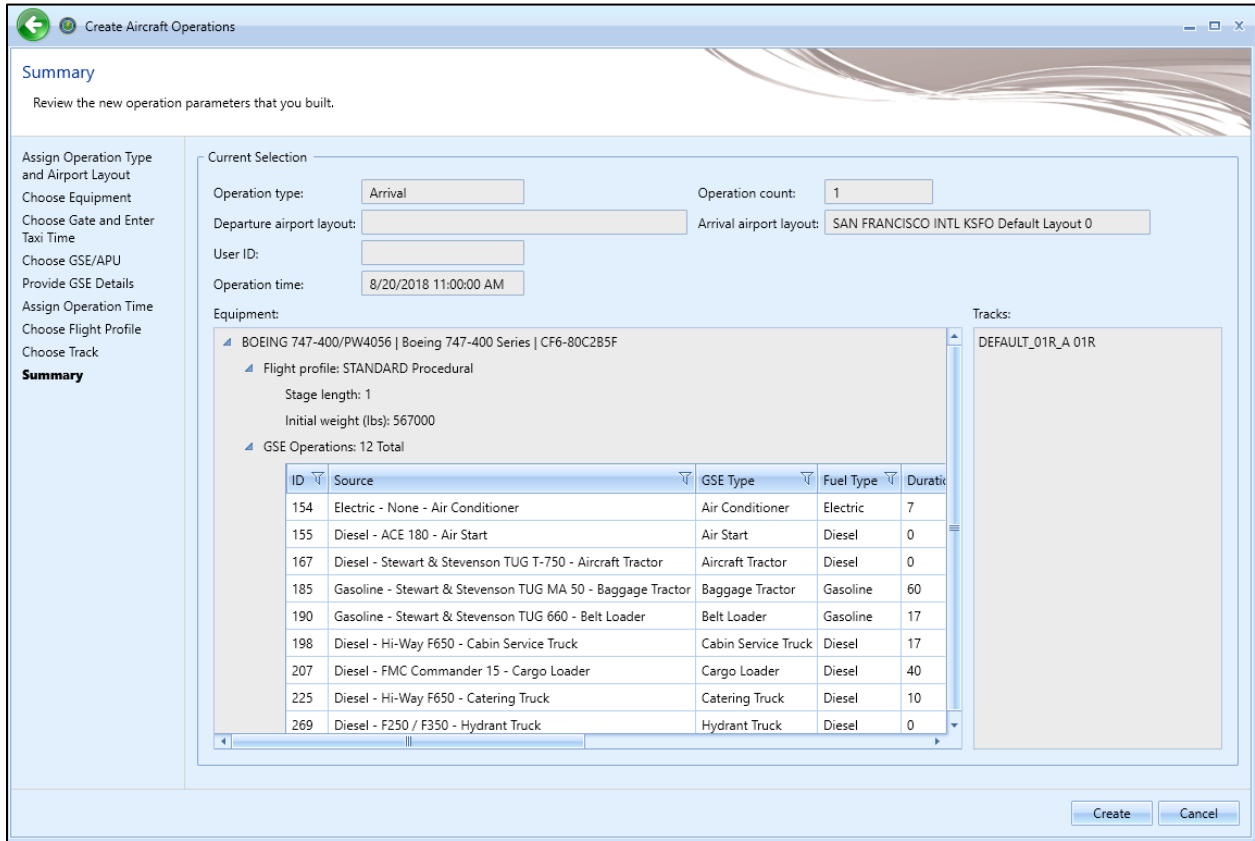 Create Aircraft Operations
Summary
Review the new operation parameters that you built.
Assign Operation Type
and Airport Layout
Choose Equipment
Choose Gate and Enter
Taxi Time
Choose GSE/APU
Provide GSE Details
Assign Operation Time
Choose Flight Profile
Choose Track
Summary
Current Selection
Operation type: Arrival Operation count: 1
Departure airport layout: Arrival airport layout: SAN FRANCISCO INTL KSFO Default Layout 0
User ID:
Operation time: 8/20/2018 11:00:00 AM
Equipment: Tracks:
BOEING 747-400/PW4056 | Boeing 747-400 Series | CF6-80C2B5F DEFAULT_01R_A 01R
Flight profile: STANDARD Procedural
Stage length: 1
Initial weight (lbs): 567000
GSE Operations: 12 Total
ID Source GSE Type Fuel Type Duratic
154 Electric - None - Air Conditioner Air Conditioner Electric 7
155 Diesel - ACE 180 - Air Start Air Start Diesel 0
167 Diesel - Stewart & Stevenson TUG T-750 - Aircraft Tractor Aircraft Tractor Diesel 0
185 Gasoline - Stewart & Stevenson TUG MA 50 - Baggage Tractor Baggage Tractor Gasoline 60
190 Gasoline - Stewart & Stevenson TUG 660 - Belt Loader Belt Loader Gasoline 17
198 Diesel - Hi-Way F650 - Cabin Service Truck Cabin Service Truck Diesel 17
207 Diesel - FMC Commander 15 - Cargo Loader Cargo Loader Diesel 40
225 Diesel - Hi-Way F650 - Catering Truck Catering Truck Diesel 10
269 Diesel - F250 / F350 - Hydrant Truck Hydrant Truck Diesel 0
Create Cancel